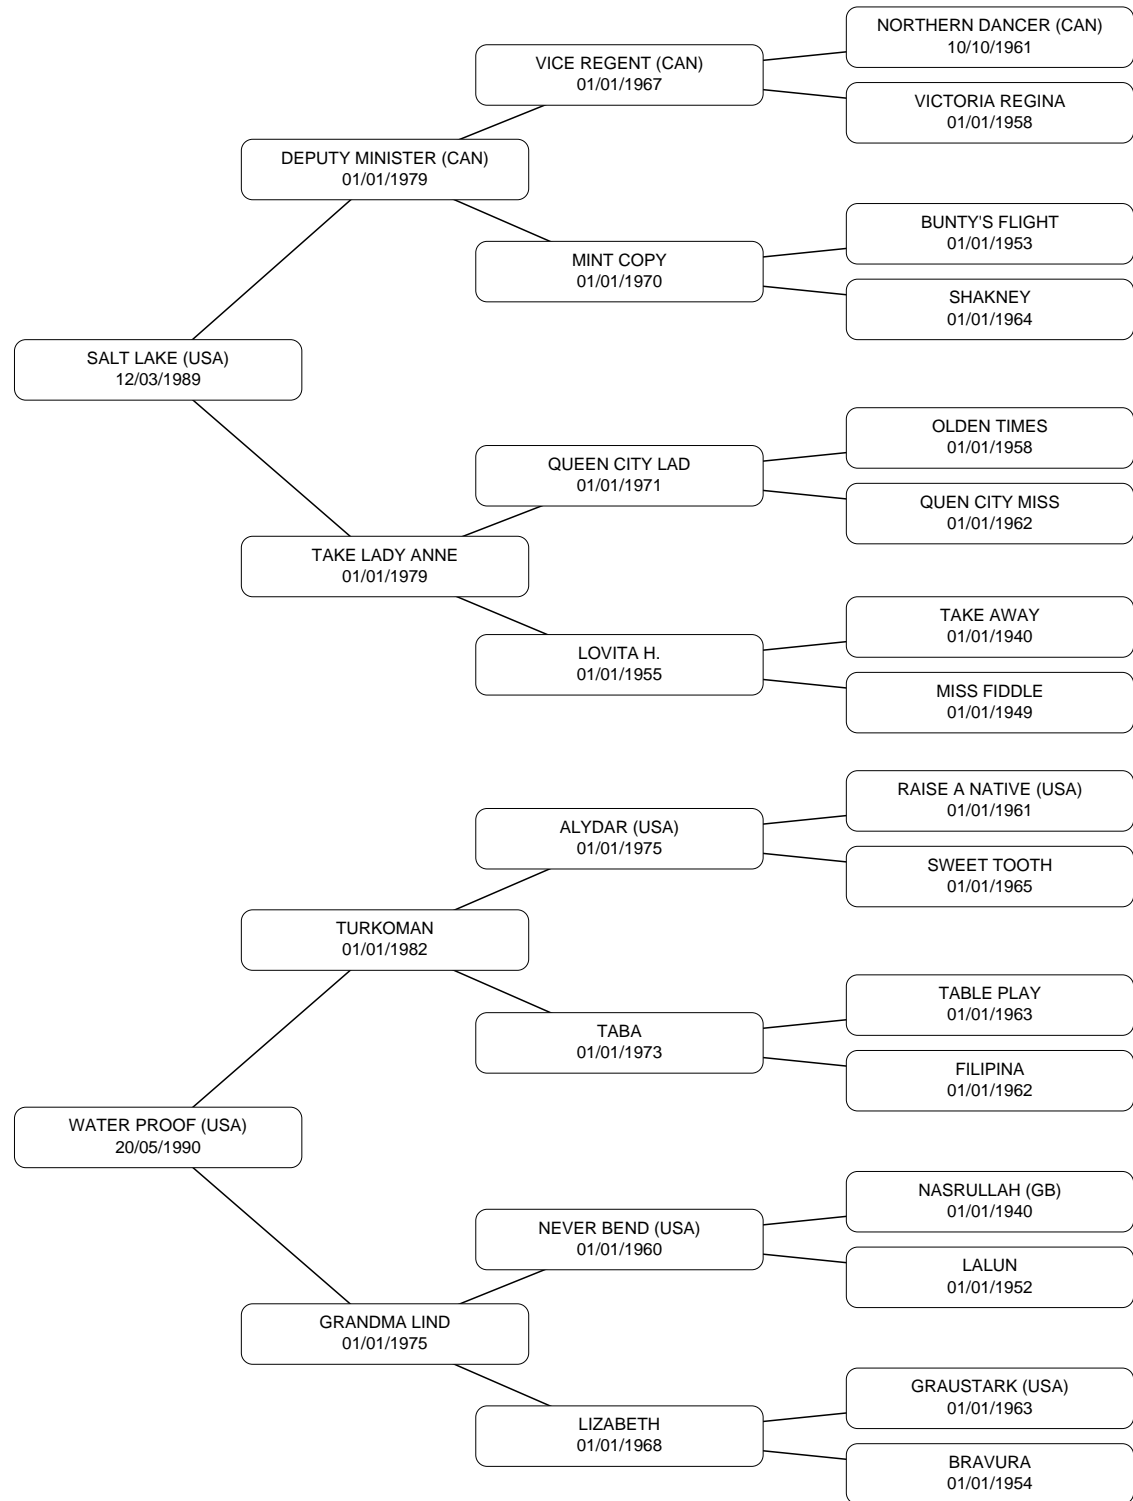 NORTHERN DANCER (CAN)
10/10/1961
VICE REGENT (CAN)
01/01/1967
VICTORIA REGINA
01/01/1958
DEPUTY MINISTER (CAN)
01/01/1979
BUNTY'S FLIGHT
01/01/1953
MINT COPY
01/01/1970
SHAKNEY
01/01/1964
SALT LAKE (USA)
12/03/1989
OLDEN TIMES
01/01/1958
QUEEN CITY LAD
01/01/1971
QUEN CITY MISS
01/01/1962
TAKE LADY ANNE
01/01/1979
TAKE AWAY
01/01/1940
LOVITA H.
01/01/1955
MISS FIDDLE
01/01/1949
RAISE A NATIVE (USA)
01/01/1961
ALYDAR (USA)
01/01/1975
SWEET TOOTH
01/01/1965
TURKOMAN
01/01/1982
TABLE PLAY
01/01/1963
TABA
01/01/1973
FILIPINA
01/01/1962
WATER PROOF (USA)
20/05/1990
NASRULLAH (GB)
01/01/1940
NEVER BEND (USA)
01/01/1960
LALUN
01/01/1952
GRANDMA LIND
01/01/1975
GRAUSTARK (USA)
01/01/1963
LIZABETH
01/01/1968
BRAVURA
01/01/1954